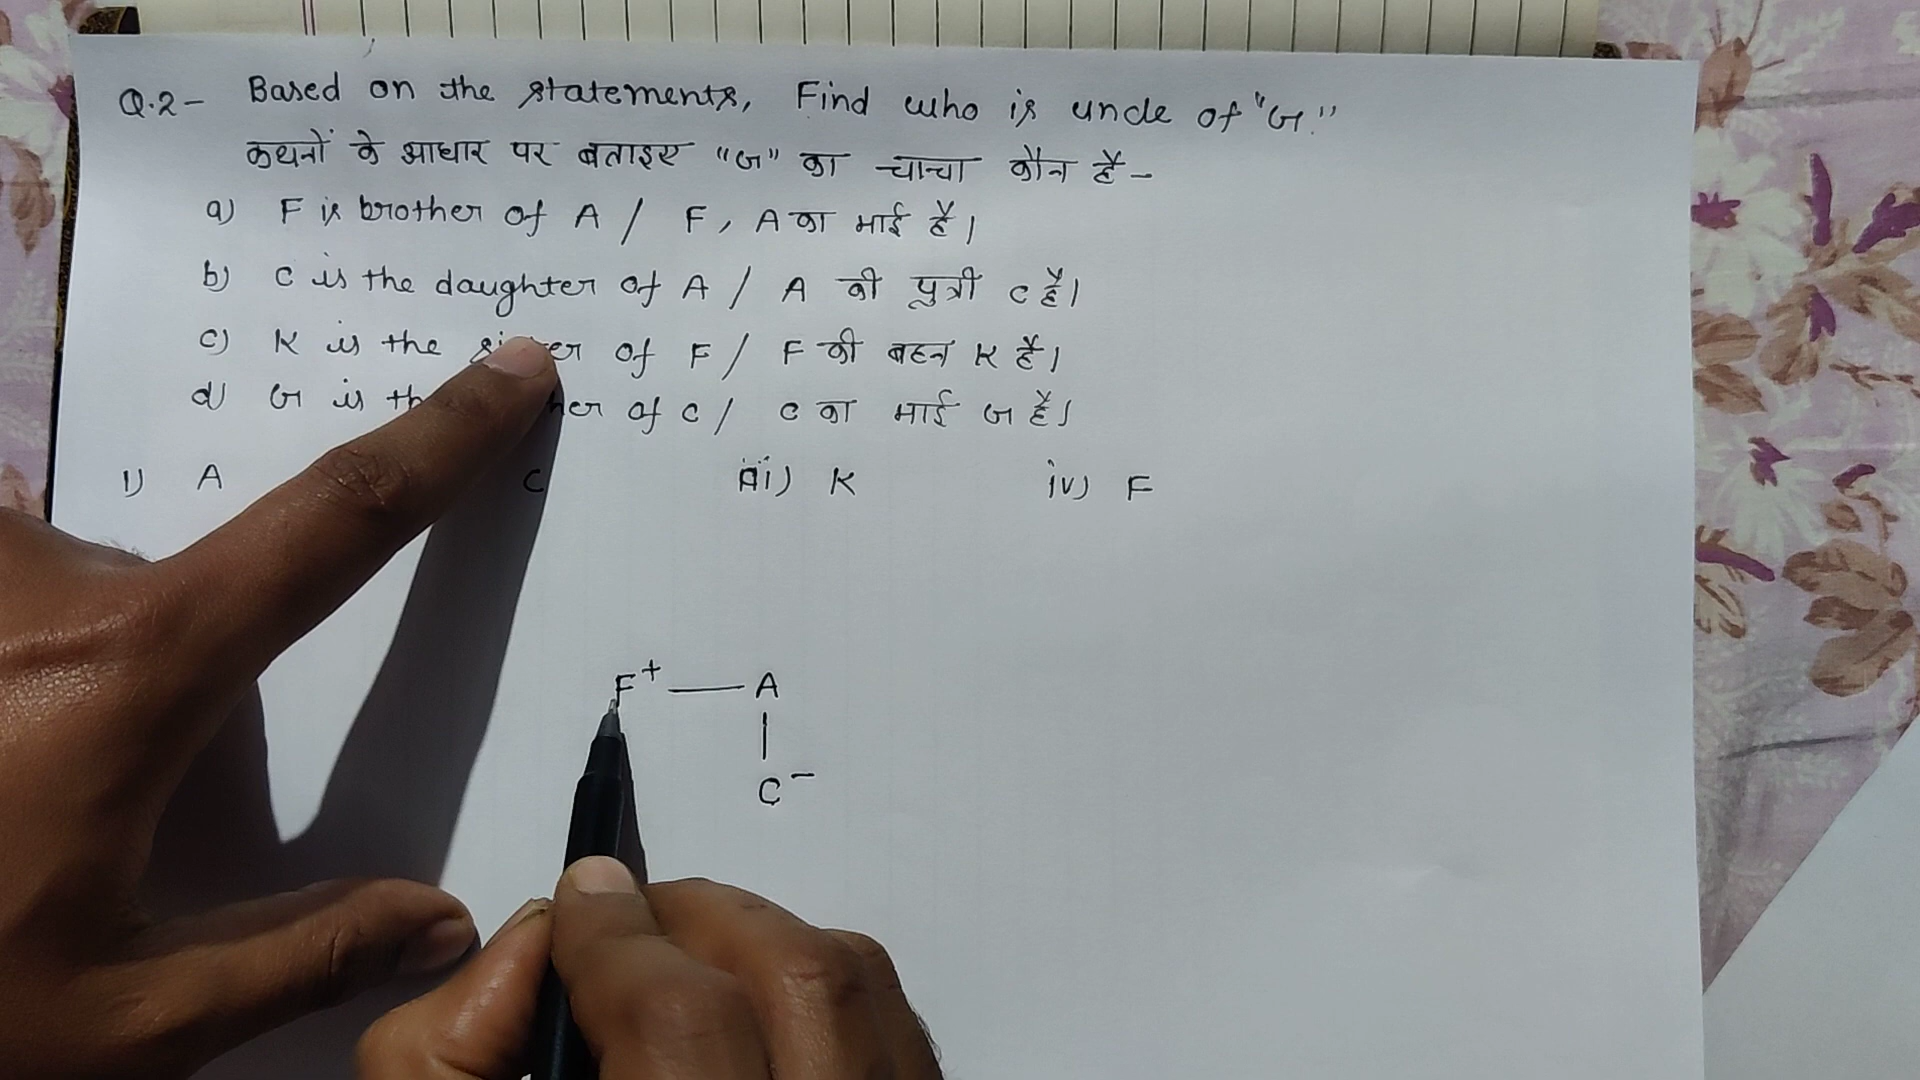 Q.2- Based on the statements, Find who is uncle of "G."
कथनों के आधार पर बताइए "G" का चाचा कौन है-
a) F is brother of A / F, A का भाई है।
b) C is the daughter of A / A की पुत्री C है।
c) K is the of F / F की बहन K है।
d) G is of C / C का भाई G है।
1) A C iii) K iv) F
F+ — A
|
C-